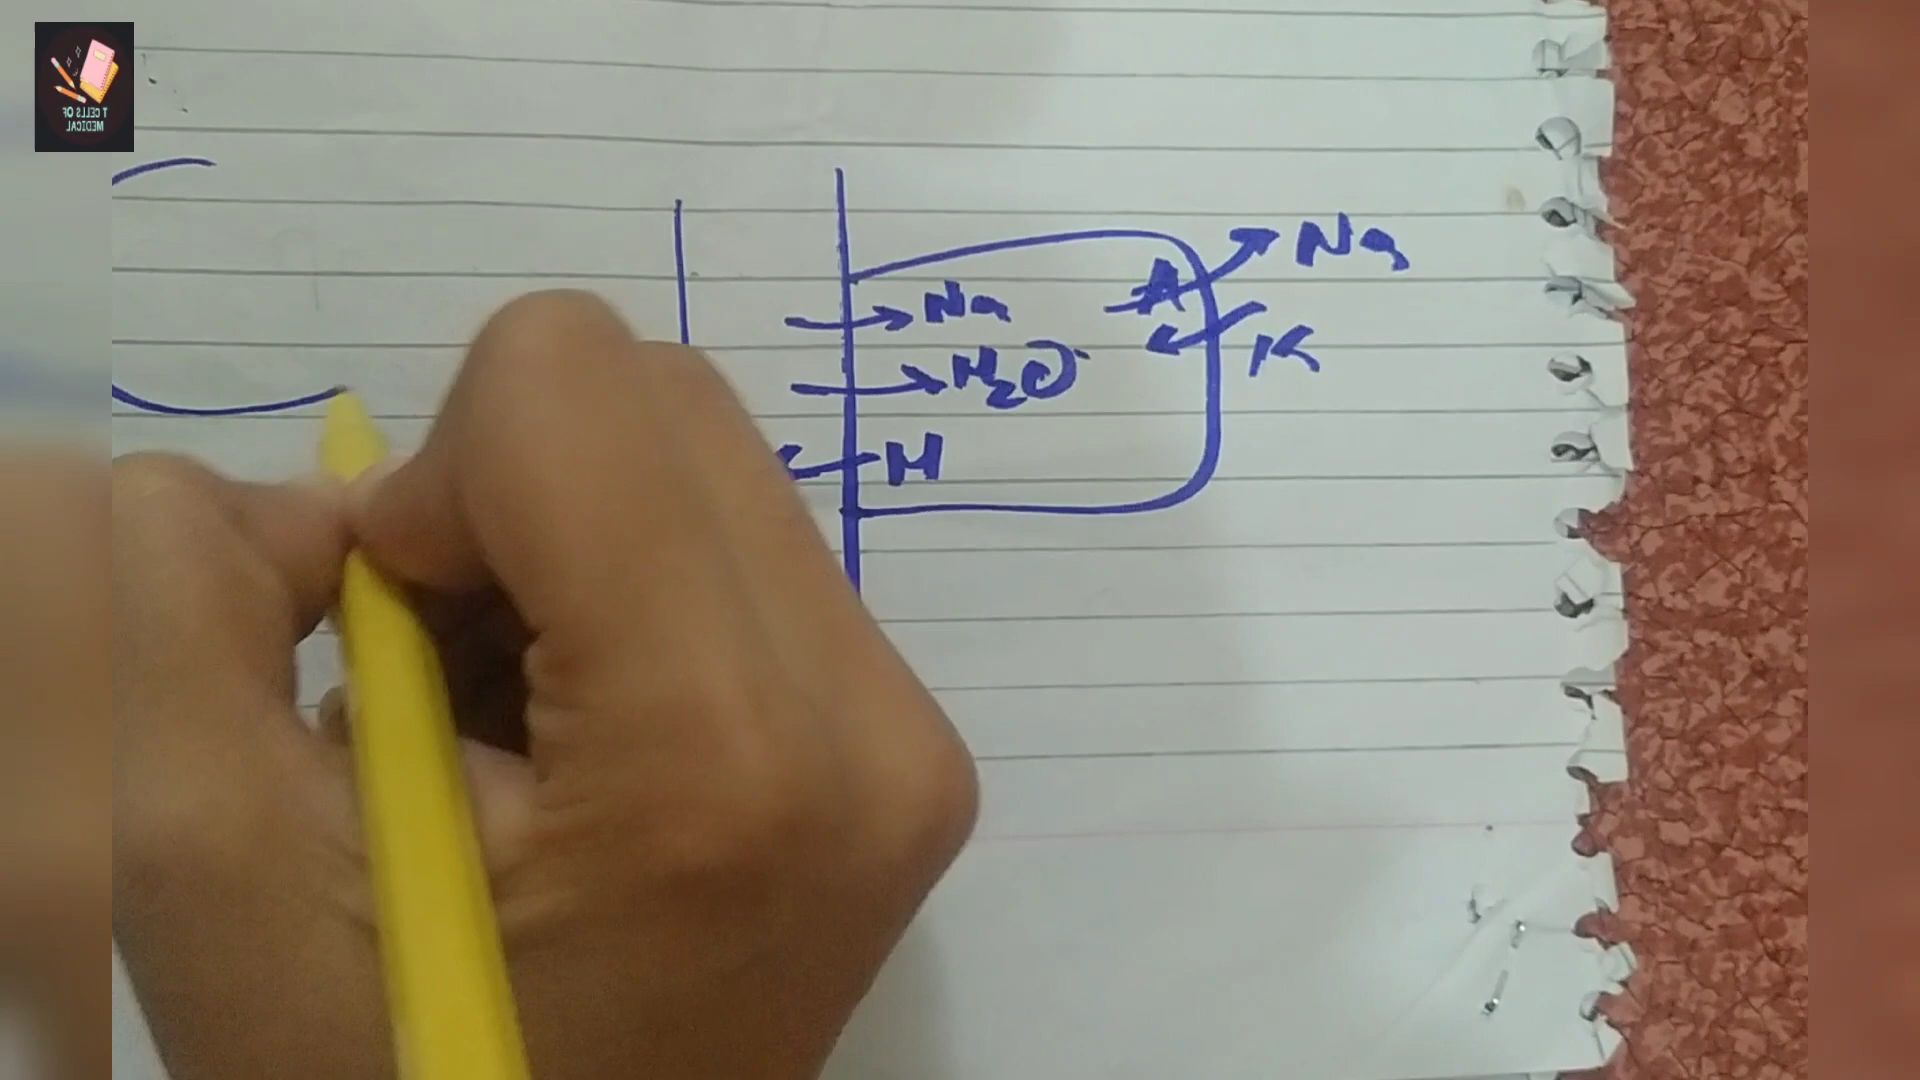 T CELLS OF
MEDICAL
Na
Na
K
H₂O
H